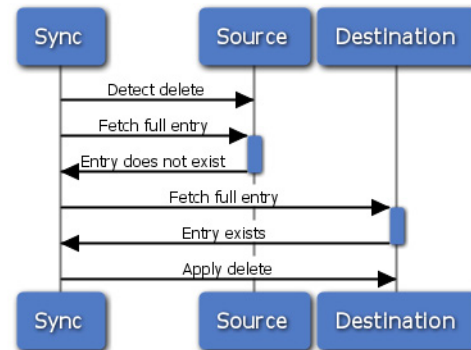 Sync Source Destination
Detect delete
Fetch full entry
Entry does not exist
Fetch full entry
Entry exists
Apply delete
Sync Source Destination